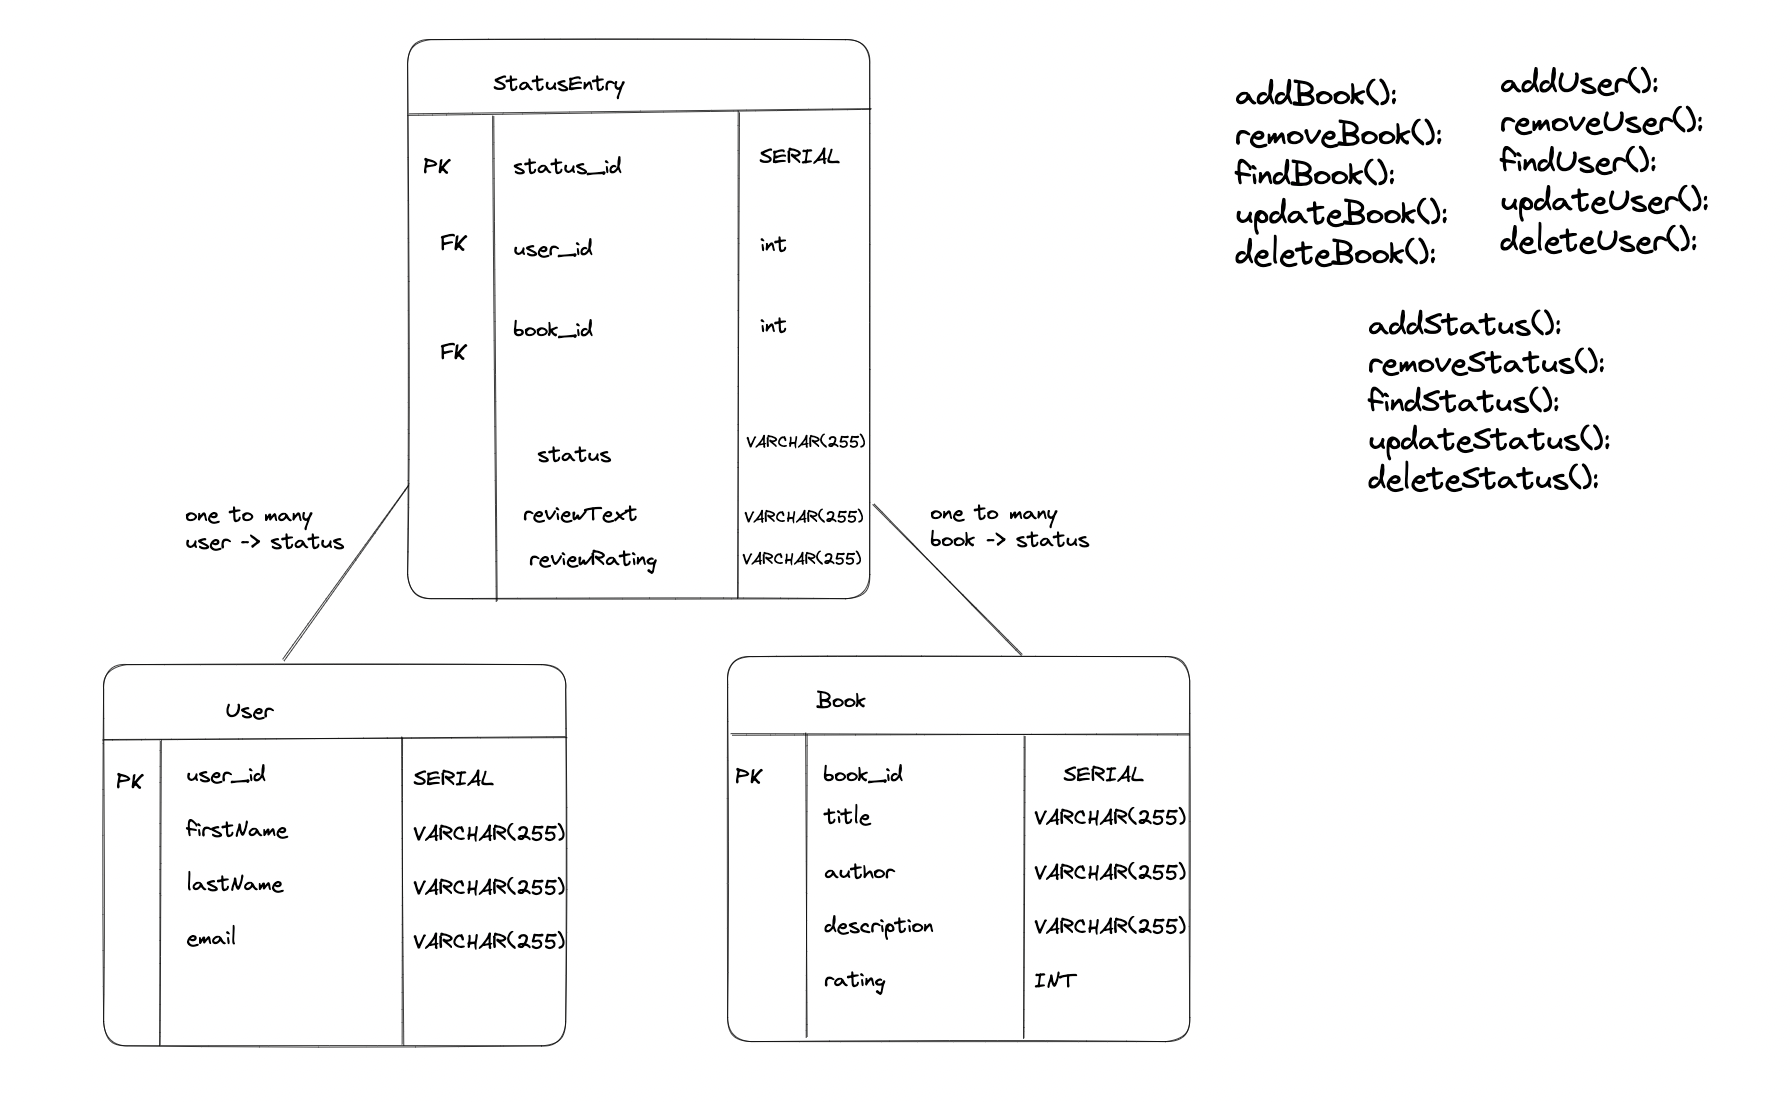 StatusEntry
PK status_id SERIAL
FK user_id int
book_id int
FK
status VARCHAR(255)
reviewText VARCHAR(255)
reviewRating VARCHAR(255)
one to many
user -> status
one to many
book -> status
User
PK user_id SERIAL
firstName VARCHAR(255)
lastName VARCHAR(255)
email VARCHAR(255)
Book
PK book_id SERIAL
title VARCHAR(255)
author VARCHAR(255)
description VARCHAR(255)
rating INT
addBook();
removeBook();
findBook();
updateBook();
deleteBook();
addUser();
removeUser();
findUser();
updateUser();
deleteUser();
addStatus();
removeStatus();
findStatus();
updateStatus();
deleteStatus();